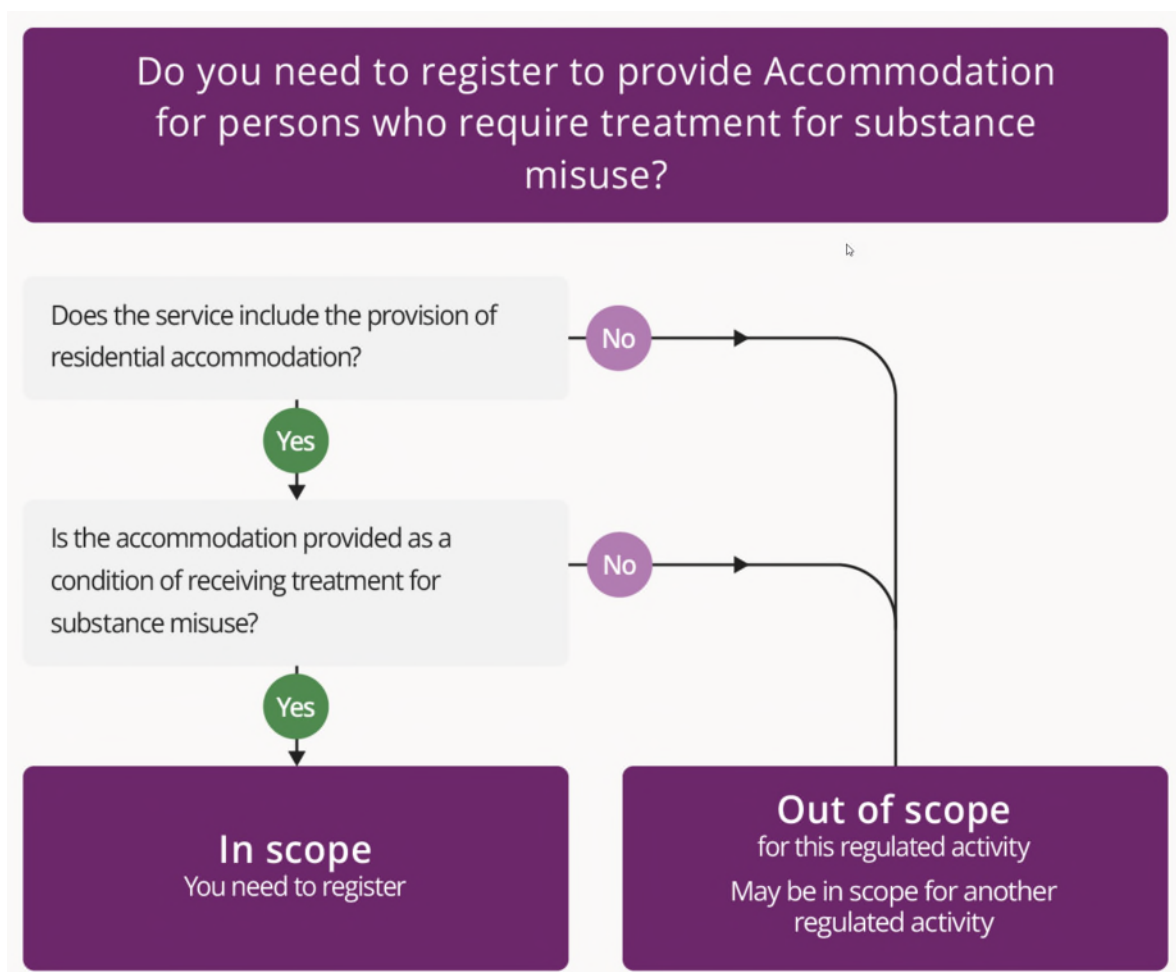 Do you need to register to provide Accommodation
for persons who require treatment for substance
misuse?
Does the service include the provision of
residential accommodation?
No
Yes
Is the accommodation provided as a
condition of receiving treatment for
substance misuse?
No
Yes
In scope
You need to register
Out of scope
for this regulated activity
May be in scope for another
regulated activity